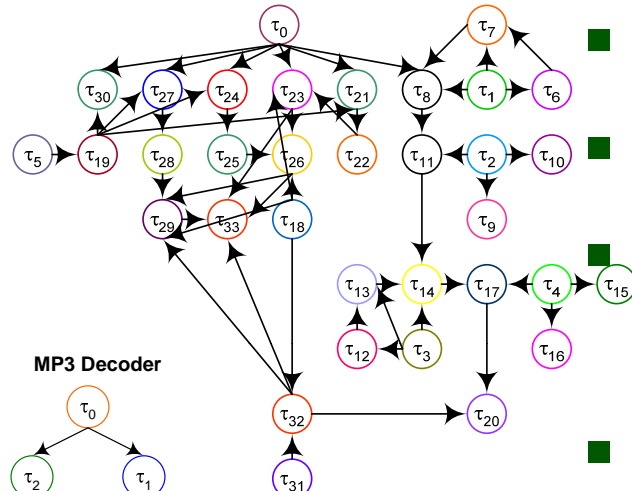 τ0 τ7
τ30 τ27 τ24 τ23 τ21 τ8 τ1 τ6
τ5 τ19 τ28 τ25 τ26 τ22 τ11 τ2 τ10
τ29 τ33 τ18 τ9
τ13 τ14 τ17 τ4 τ15
τ12 τ3 τ16
MP3 Decoder
τ0 τ32 τ20
τ2 τ1 τ31